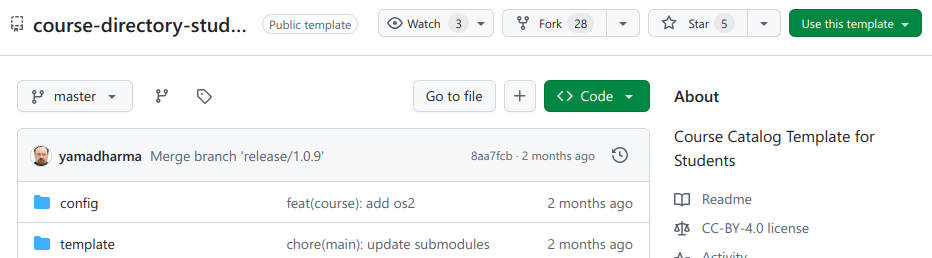 course-directory-stud... Public template Watch 3 Fork 28 Star 5 Use this template
master Go to file Code About
Course Catalog Template for
Students
yamadharma Merge branch 'release/1.0.9' 8aa7fcb · 2 months ago
Readme
config feat(course): add os2 2 months ago
CC-BY-4.0 license
template chore(main): update submodules 2 months ago
Activity